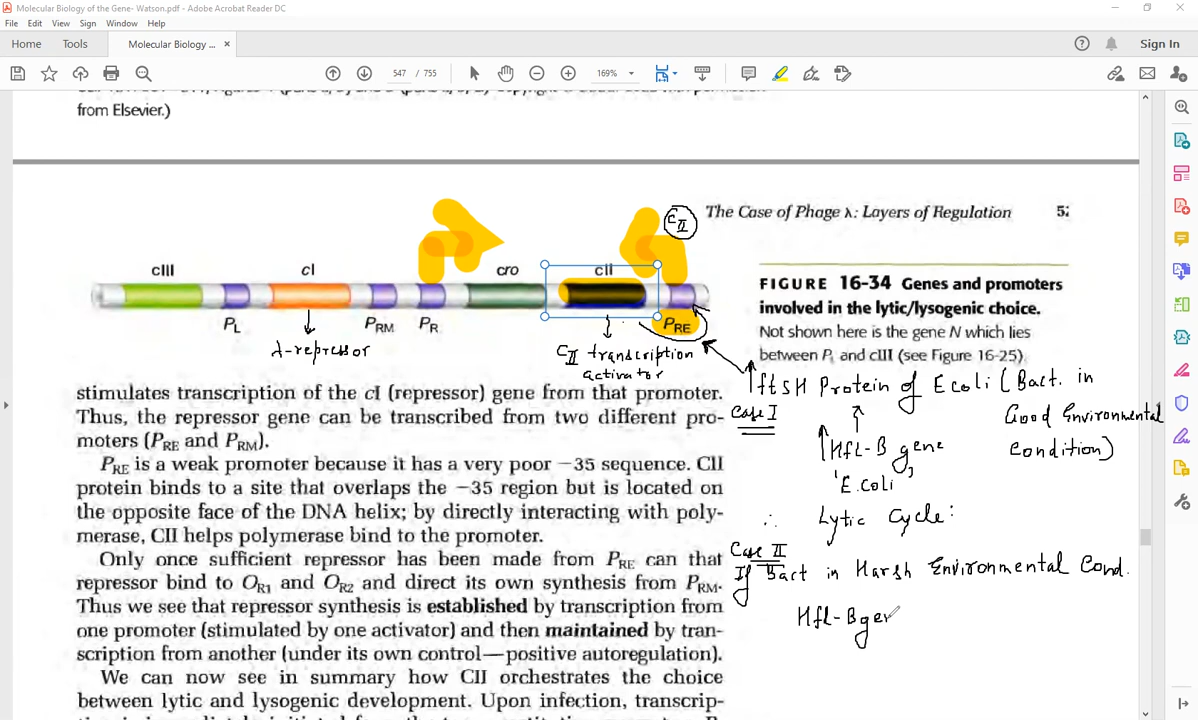 Molecular Biology of the Gene- Watson.pdf - Adobe Acrobat Reader DC
File Edit View Sign Window Help
Home Tools Molecular Biology ... × Sign In
547 / 755 169%
from Elsevier.)
The Case of Phage λ: Layers of Regulation
CII
cIII cI cro cII
PL PRM PR PRE
λ-repressor
CII transcription
activator
FIGURE 16-34 Genes and promoters
involved in the lytic/lysogenic choice.
Not shown here is the gene N which lies
between PL and cIII (see Figure 16-25).
stimulates transcription of the cI (repressor) gene from that promoter.
Thus, the repressor gene can be transcribed from two different pro-
moters (PRE and PRM).
PRE is a weak promoter because it has a very poor −35 sequence. CII
protein binds to a site that overlaps the −35 region but is located on
the opposite face of the DNA helix; by directly interacting with poly-
merase, CII helps polymerase bind to the promoter.
Only once sufficient repressor has been made from PRE can that
repressor bind to OR1 and OR2 and direct its own synthesis from PRM.
Thus we see that repressor synthesis is established by transcription from
one promoter (stimulated by one activator) and then maintained by tran-
scription from another (under its own control—positive autoregulation).
We can now see in summary how CII orchestrates the choice
between lytic and lysogenic development. Upon infection, transcrip-
↑ftsH Protein of E coli (Bact. in
Good Environmental
Condition)
Case I
↑Hfl-B gene
E.coli
∴ Lytic Cycle:
Case II
If Bact in Harsh Environmental Cond.
Hfl-B ger